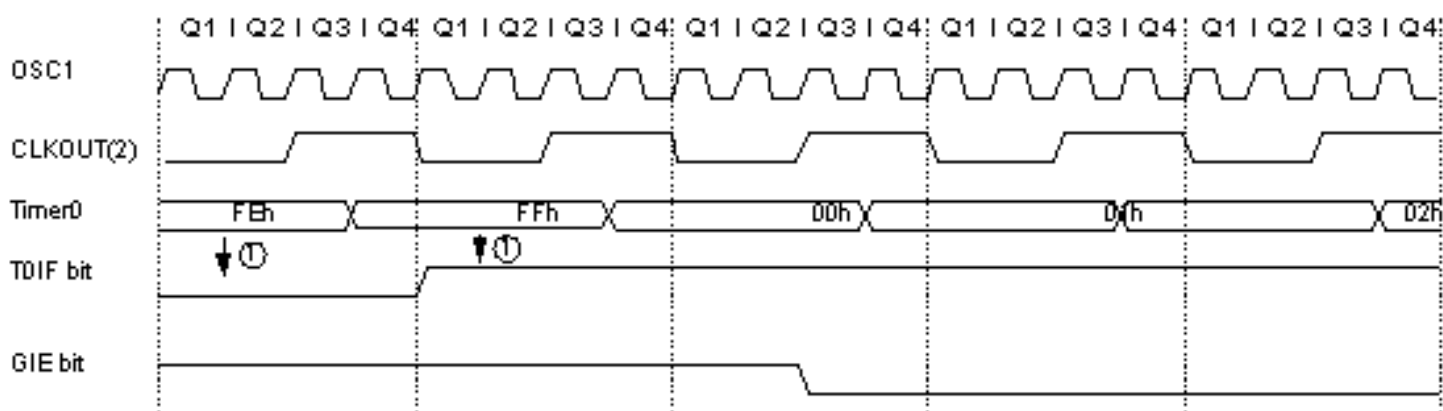 Q1 | Q2 | Q3 | Q4 Q1 | Q2 | Q3 | Q4 Q1 | Q2 | Q3 | Q4 Q1 | Q2 | Q3 | Q4 Q1 | Q2 | Q3 | Q4
OSC1
CLKOUT(2)
Timer0 FEh FFh 00h 01h 02h
① ①
T0IF bit
GIE bit